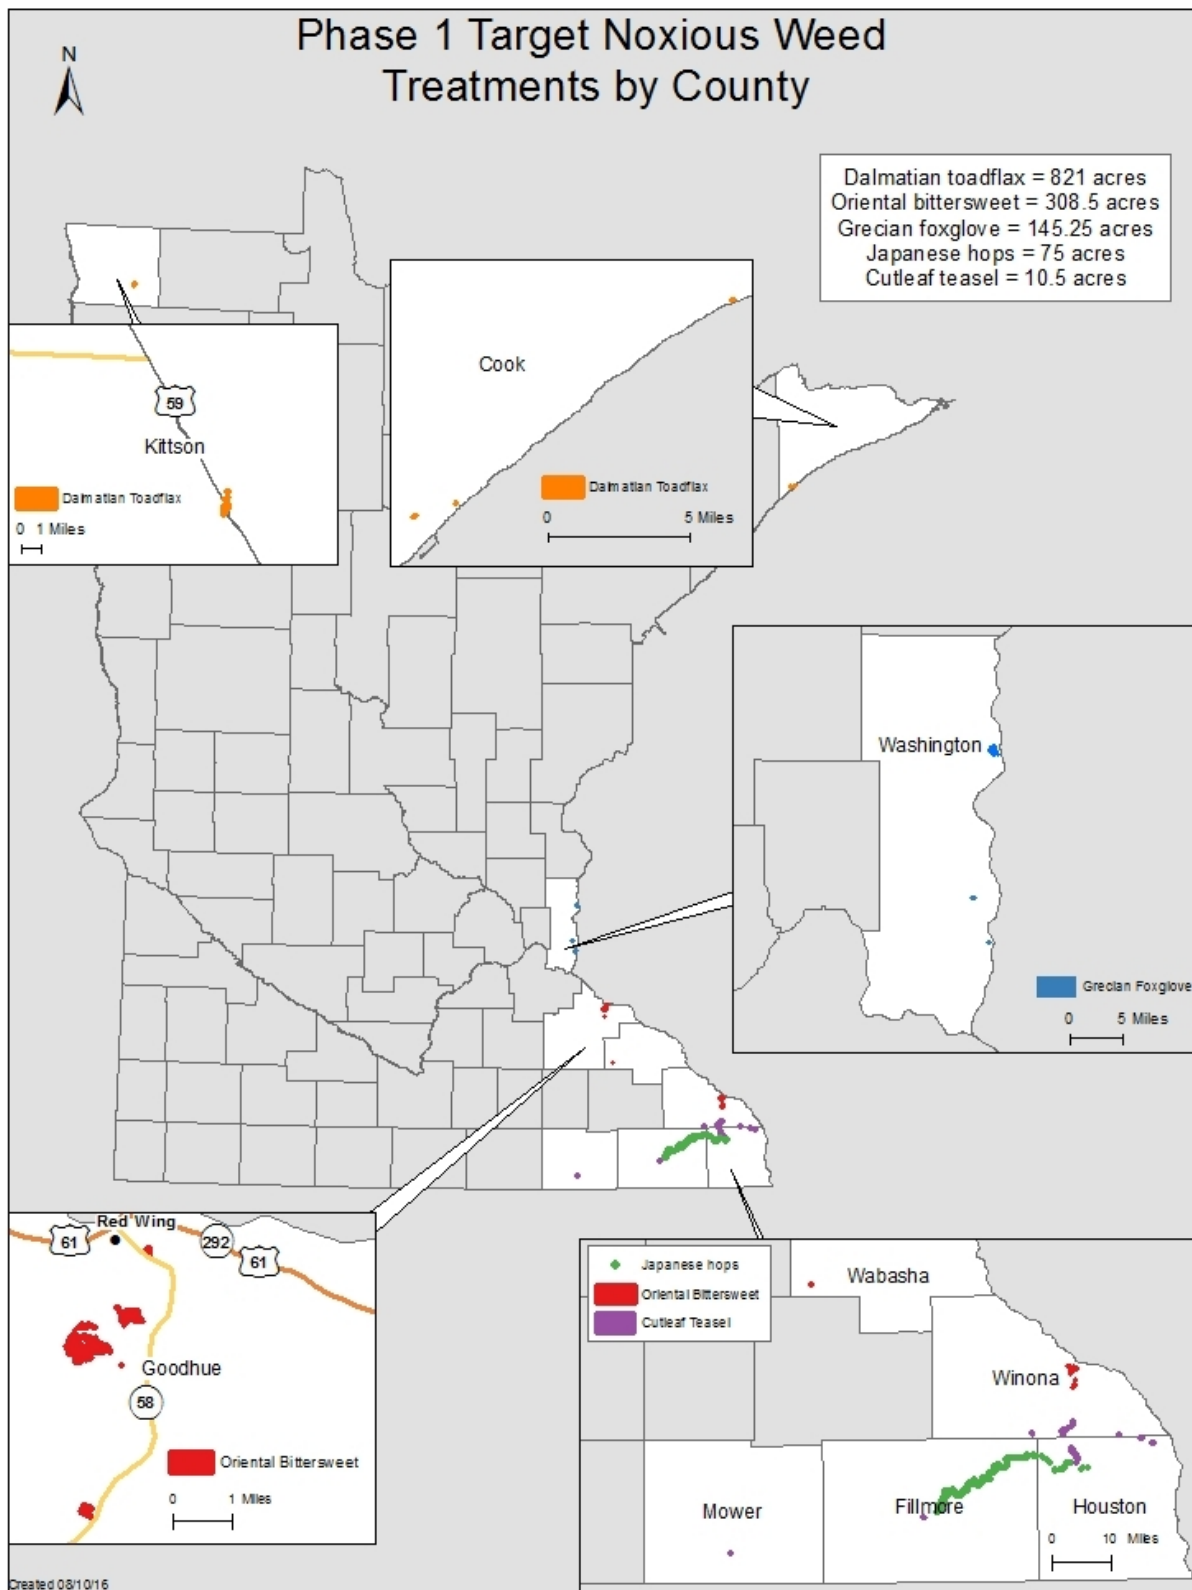 Phase 1 Target Noxious Weed
Treatments by County
N
Dalmatian toadflax = 821 acres
Oriental bittersweet = 308.5 acres
Grecian foxglove = 145.25 acres
Japanese hops = 75 acres
Cutleaf teasel = 10.5 acres
59
Kittson
Dalmatian Toadflax
0 1 Miles
Cook
Dalmatian Toadflax
0 5 Miles
Washington
Grecian Foxglove
0 5 Miles
61
Red Wing
292
61
Goodhue
58
Oriental Bittersweet
0 1 Miles
Japanese hops
Oriental Bittersweet
Cutleaf Teasel
Wabasha
Winona
Mower
Fillmore
Houston
0 10 Miles
Created 08/10/16